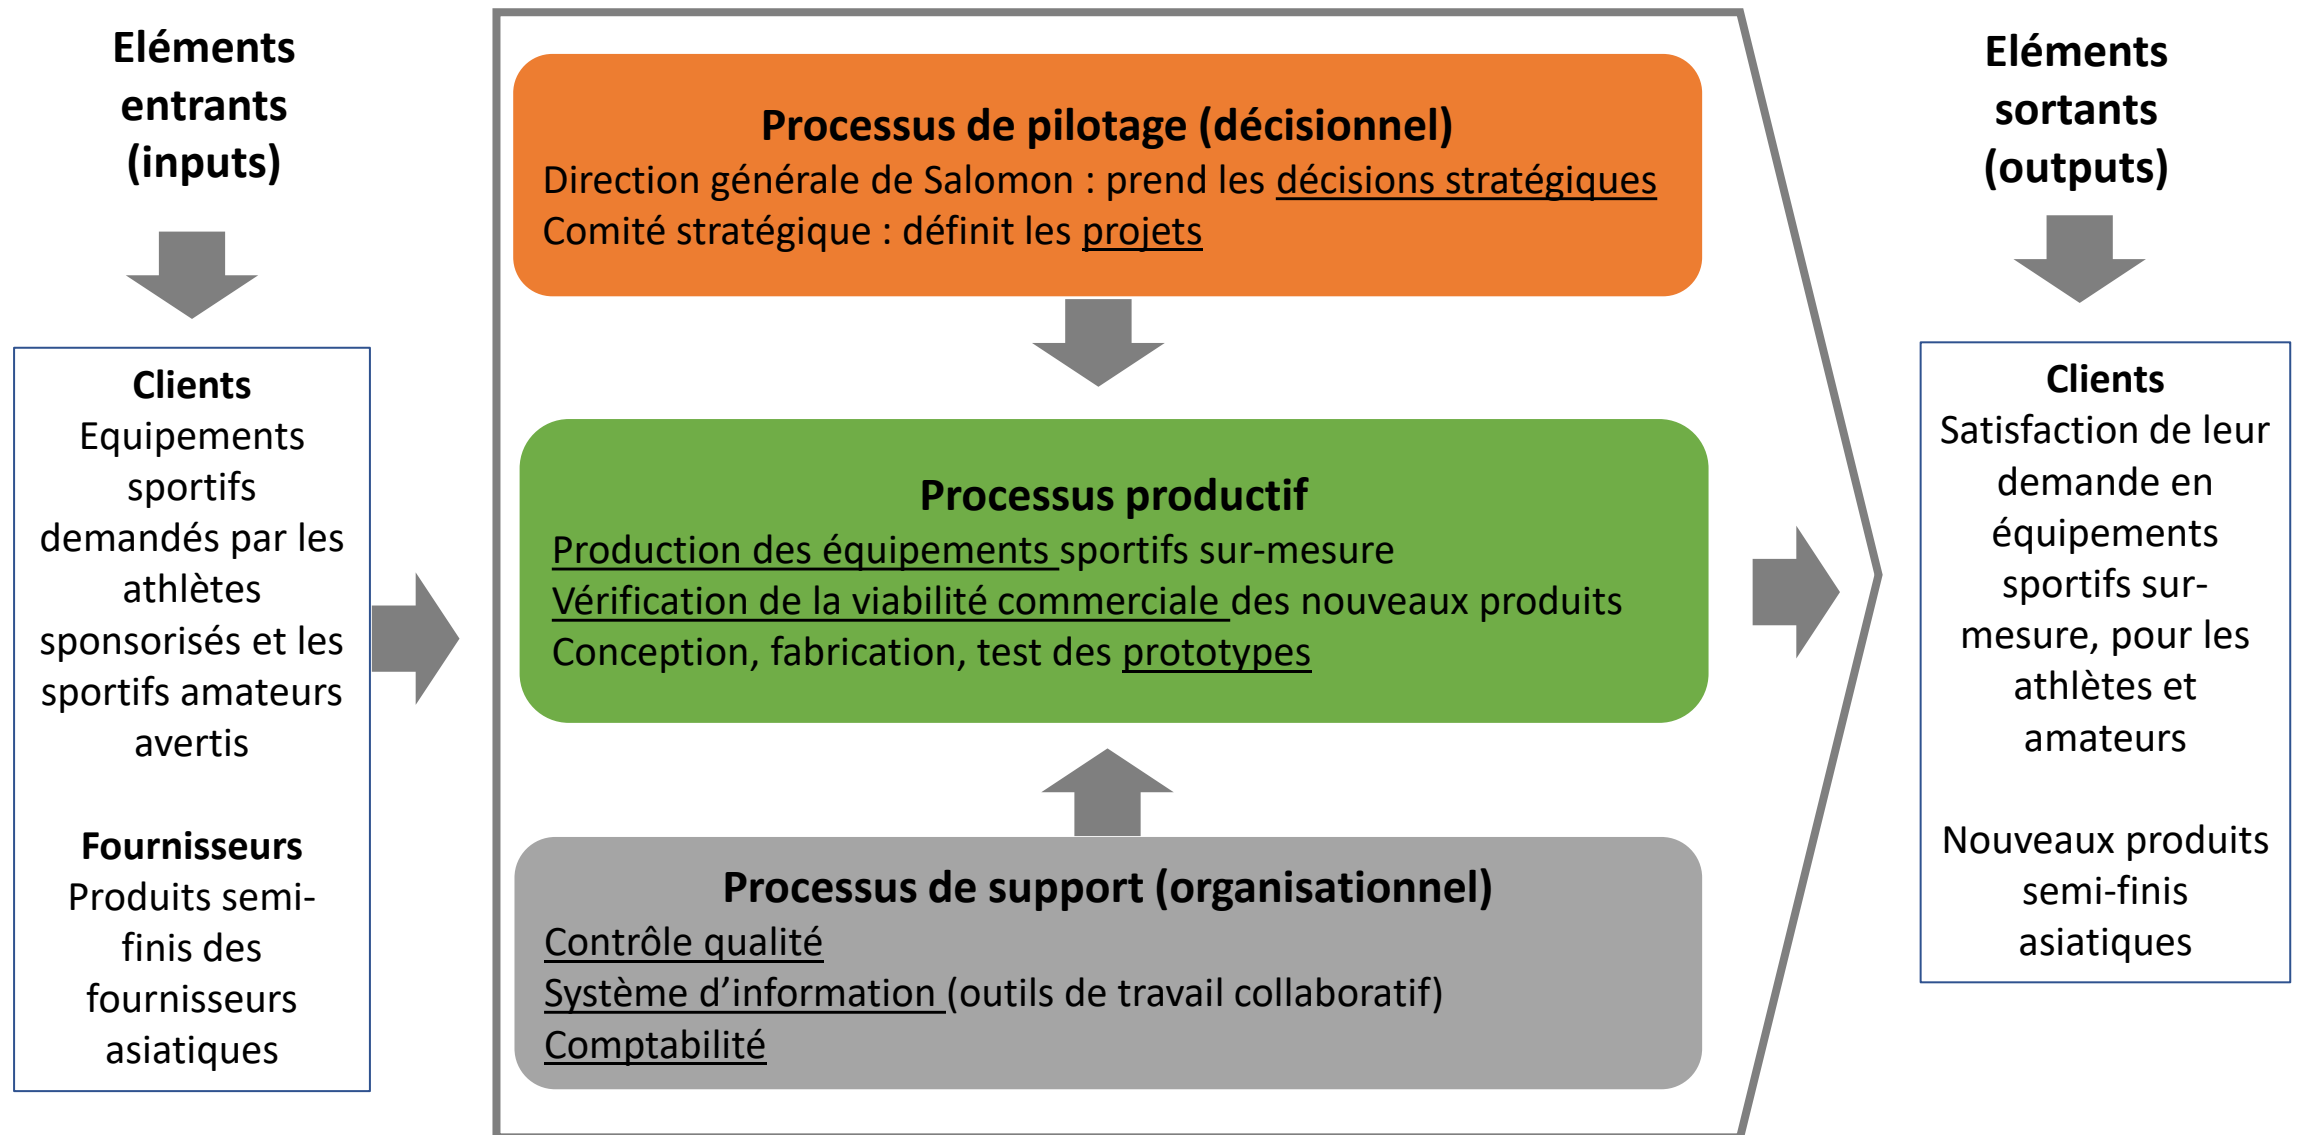 Eléments
entrants
(inputs)
Clients
Equipements
sportifs
demandés par les
athlètes
sponsorisés et les
sportifs amateurs
avertis
Fournisseurs
Produits semi-
finis des
fournisseurs
asiatiques
Processus de pilotage (décisionnel)
Direction générale de Salomon : prend les décisions stratégiques
Comité stratégique : définit les projets
Processus productif
Production des équipements sportifs sur-mesure
Vérification de la viabilité commerciale des nouveaux produits
Conception, fabrication, test des prototypes
Processus de support (organisationnel)
Contrôle qualité
Système d’information (outils de travail collaboratif)
Comptabilité
Eléments
sortants
(outputs)
Clients
Satisfaction de leur
demande en
équipements
sportifs sur-
mesure, pour les
athlètes et
amateurs
Nouveaux produits
semi-finis
asiatiques